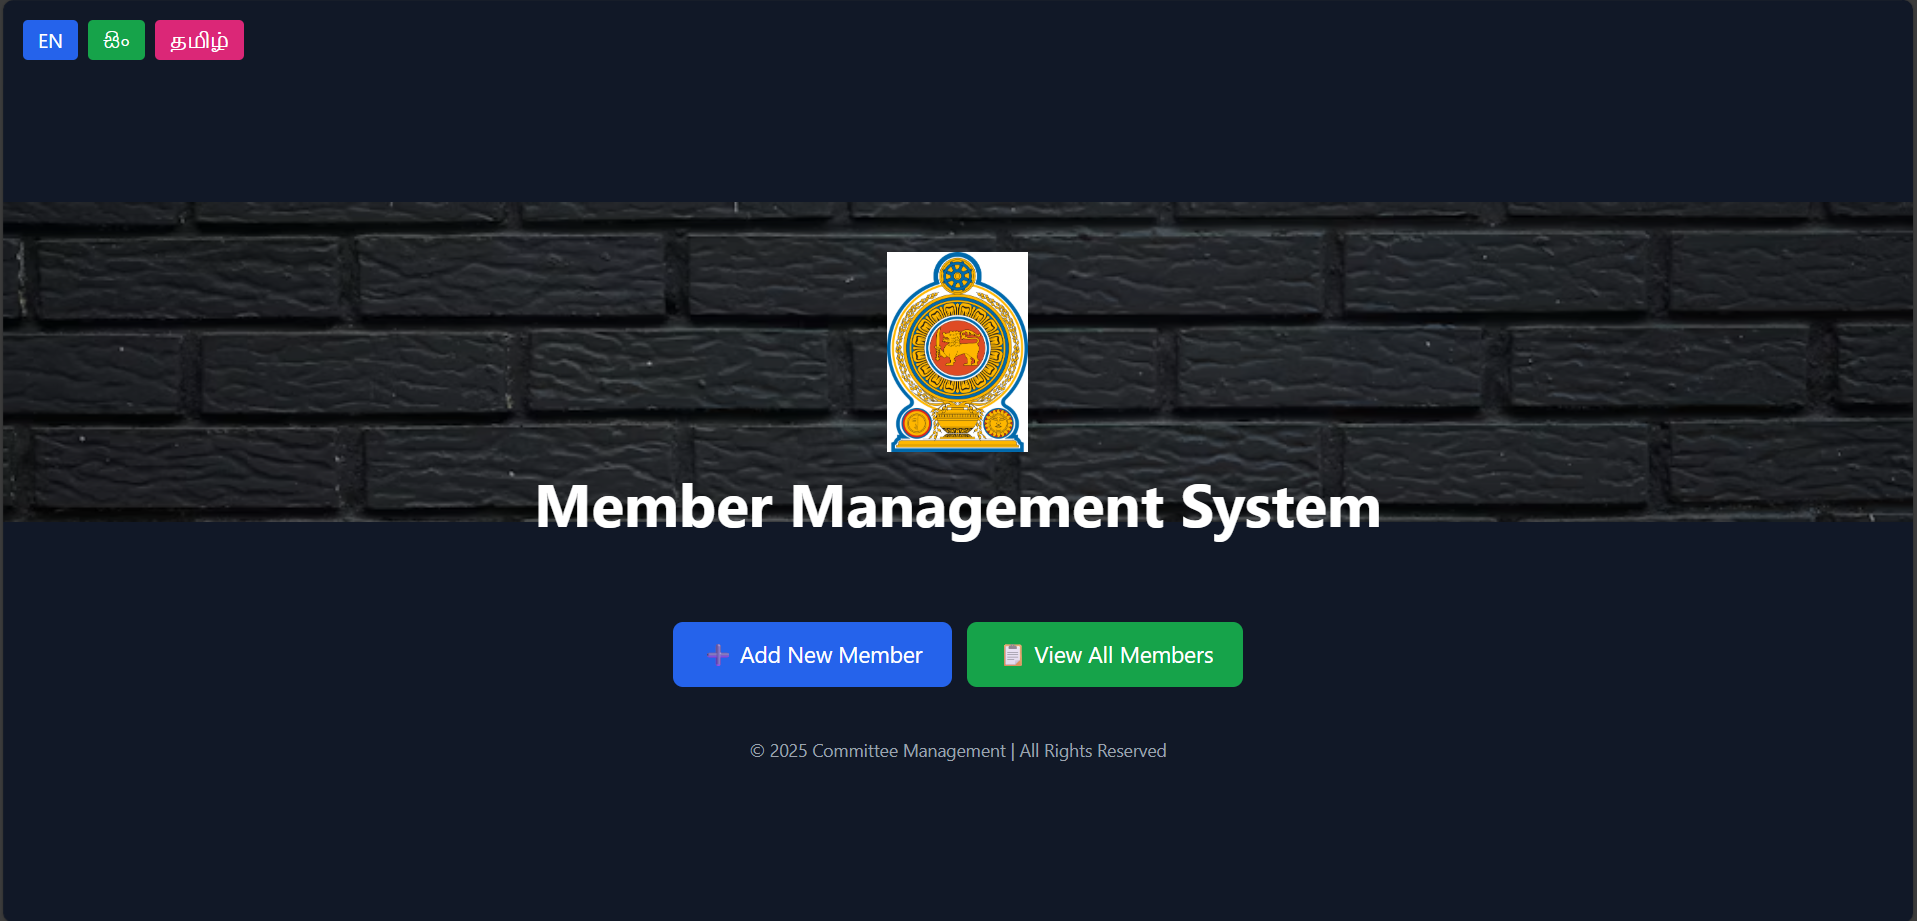 EN
සිං
தமிழ்
Member Management System
➕ Add New Member
📋 View All Members
© 2025 Committee Management | All Rights Reserved